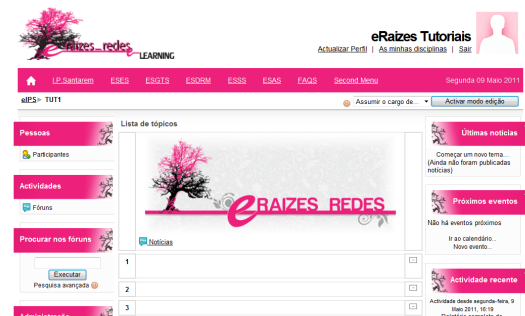 eRaizes_redes
LEARNING
eRaizes Tutoriais
Actualizar Perfil | As minhas disciplinas | Sair
I.P.Santarem ESES ESGTS ESDRM ESSS ESAS FAQS Second Menu Segunda 09 Maio 2011
eIPS ► TUT1
Assumir o cargo de...
Activar modo edição
Pessoas
Participantes
Actividades
Fóruns
Procurar nos fóruns
Executar
Pesquisa avançada
Administração
Lista de tópicos
eRAIZES_REDES
Notícias
1
2
3
Últimas notícias
Começar um novo tema...
(Ainda não foram publicadas
notícias)
Próximos eventos
Não há eventos próximos
Ir ao calendário...
Novo evento...
Actividade recente
Actividade desde segunda-feira, 9
Maio 2011, 16:19
Relatório completo da